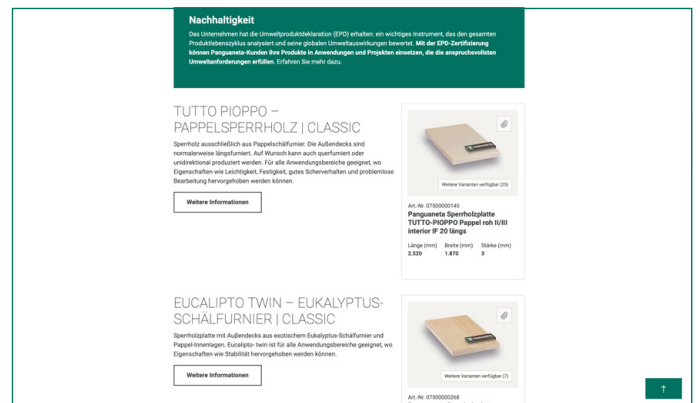 Nachhaltigkeit
Das Unternehmen hat die Umweltproduktdeklaration (EPD) erhalten: ein wichtiges Instrument, das den gesamten
Produktlebenszyklus analysiert und seine globalen Umweltauswirkungen bewertet. Mit der EPD-Zertifizierung
können Panguaneta-Kunden ihre Produkte in Anwendungen und Projekten einsetzen, die die anspruchsvollsten
Umweltanforderungen erfüllen. Erfahren Sie mehr dazu.
TUTTO PIOPPO –
PAPPELSPERRHOLZ | CLASSIC
Sperrholz ausschließlich aus Pappelschälfurnier. Die Außendecks sind
normalerweise längsfurniert. Auf Wunsch kann auch querfurniert oder
unidirektional produziert werden. Für alle Anwendungsbereiche geeignet, wo
Eigenschaften wie Leichtigkeit, Festigkeit, gutes Scherverhalten und problemlose
Bearbeitung hervorgehoben werden können.
Weitere Informationen
Weitere Varianten verfügbar (25)
Art.-Nr. 07500000145
Panguaneta Sperrholzplatte
TUTTO-PIOPPO Pappel roh II/III
interior IF 20 längs
Länge (mm) Breite (mm) Stärke (mm)
2.520 1.870 3
EUCALIPTO TWIN – EUKALYPTUS-
SCHÄLFURNIER | CLASSIC
Sperrholzplatte mit Außendecks aus exotischem Eukalyptus-Schälfurnier und
Pappel-Innenlagen. Eucalipto- twin ist für alle Anwendungsbereiche geeignet, wo
Eigenschaften wie Stabilität hervorgehoben werden können.
Weitere Informationen
Weitere Varianten verfügbar (7)
Art.-Nr. 07500000268